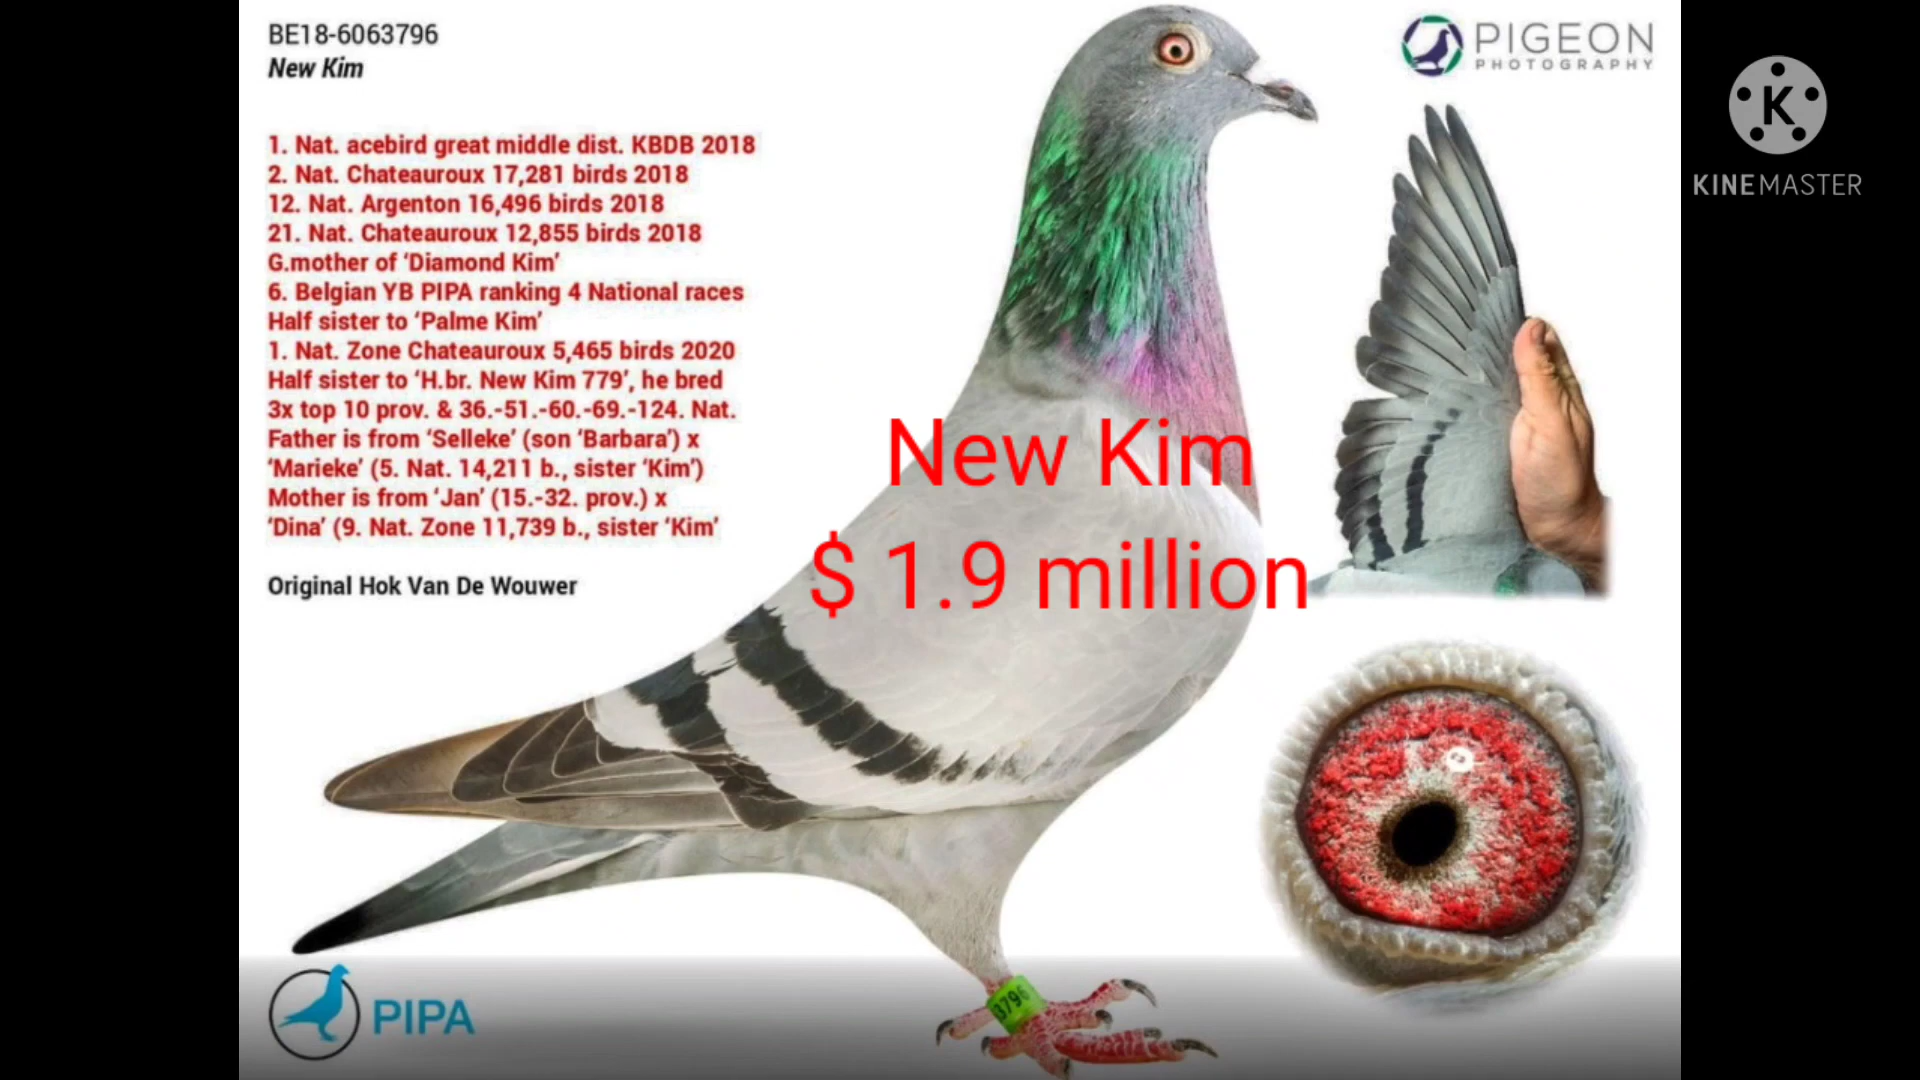 BE18-6063796
New Kim
1. Nat. acebird great middle dist. KBDB 2018
2. Nat. Chateauroux 17,281 birds 2018
12. Nat. Argenton 16,496 birds 2018
21. Nat. Chateauroux 12,855 birds 2018
G.mother of ‘Diamond Kim’
6. Belgian YB PIPA ranking 4 National races
Half sister to ‘Palme Kim’
1. Nat. Zone Chateauroux 5,465 birds 2020
Half sister to ‘H.br. New Kim 779’, he bred
3x top 10 prov. & 36.-51.-60.-69.-124. Nat.
Father is from ‘Selleke’ (son ‘Barbara’) x
‘Marieke’ (5. Nat. 14,211 b., sister ‘Kim’)
Mother is from ‘Jan’ (15.-32. prov.) x
‘Dina’ (9. Nat. Zone 11,739 b., sister ‘Kim’
Original Hok Van De Wouwer
New Kim
$ 1.9 million
PIGEON
PHOTOGRAPHY
K
KINEMASTER
3796
PIPA